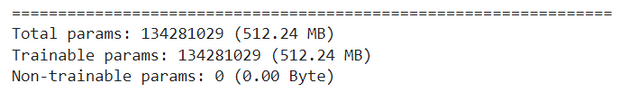 =================================================================
Total params: 134281029 (512.24 MB)
Trainable params: 134281029 (512.24 MB)
Non-trainable params: 0 (0.00 Byte)